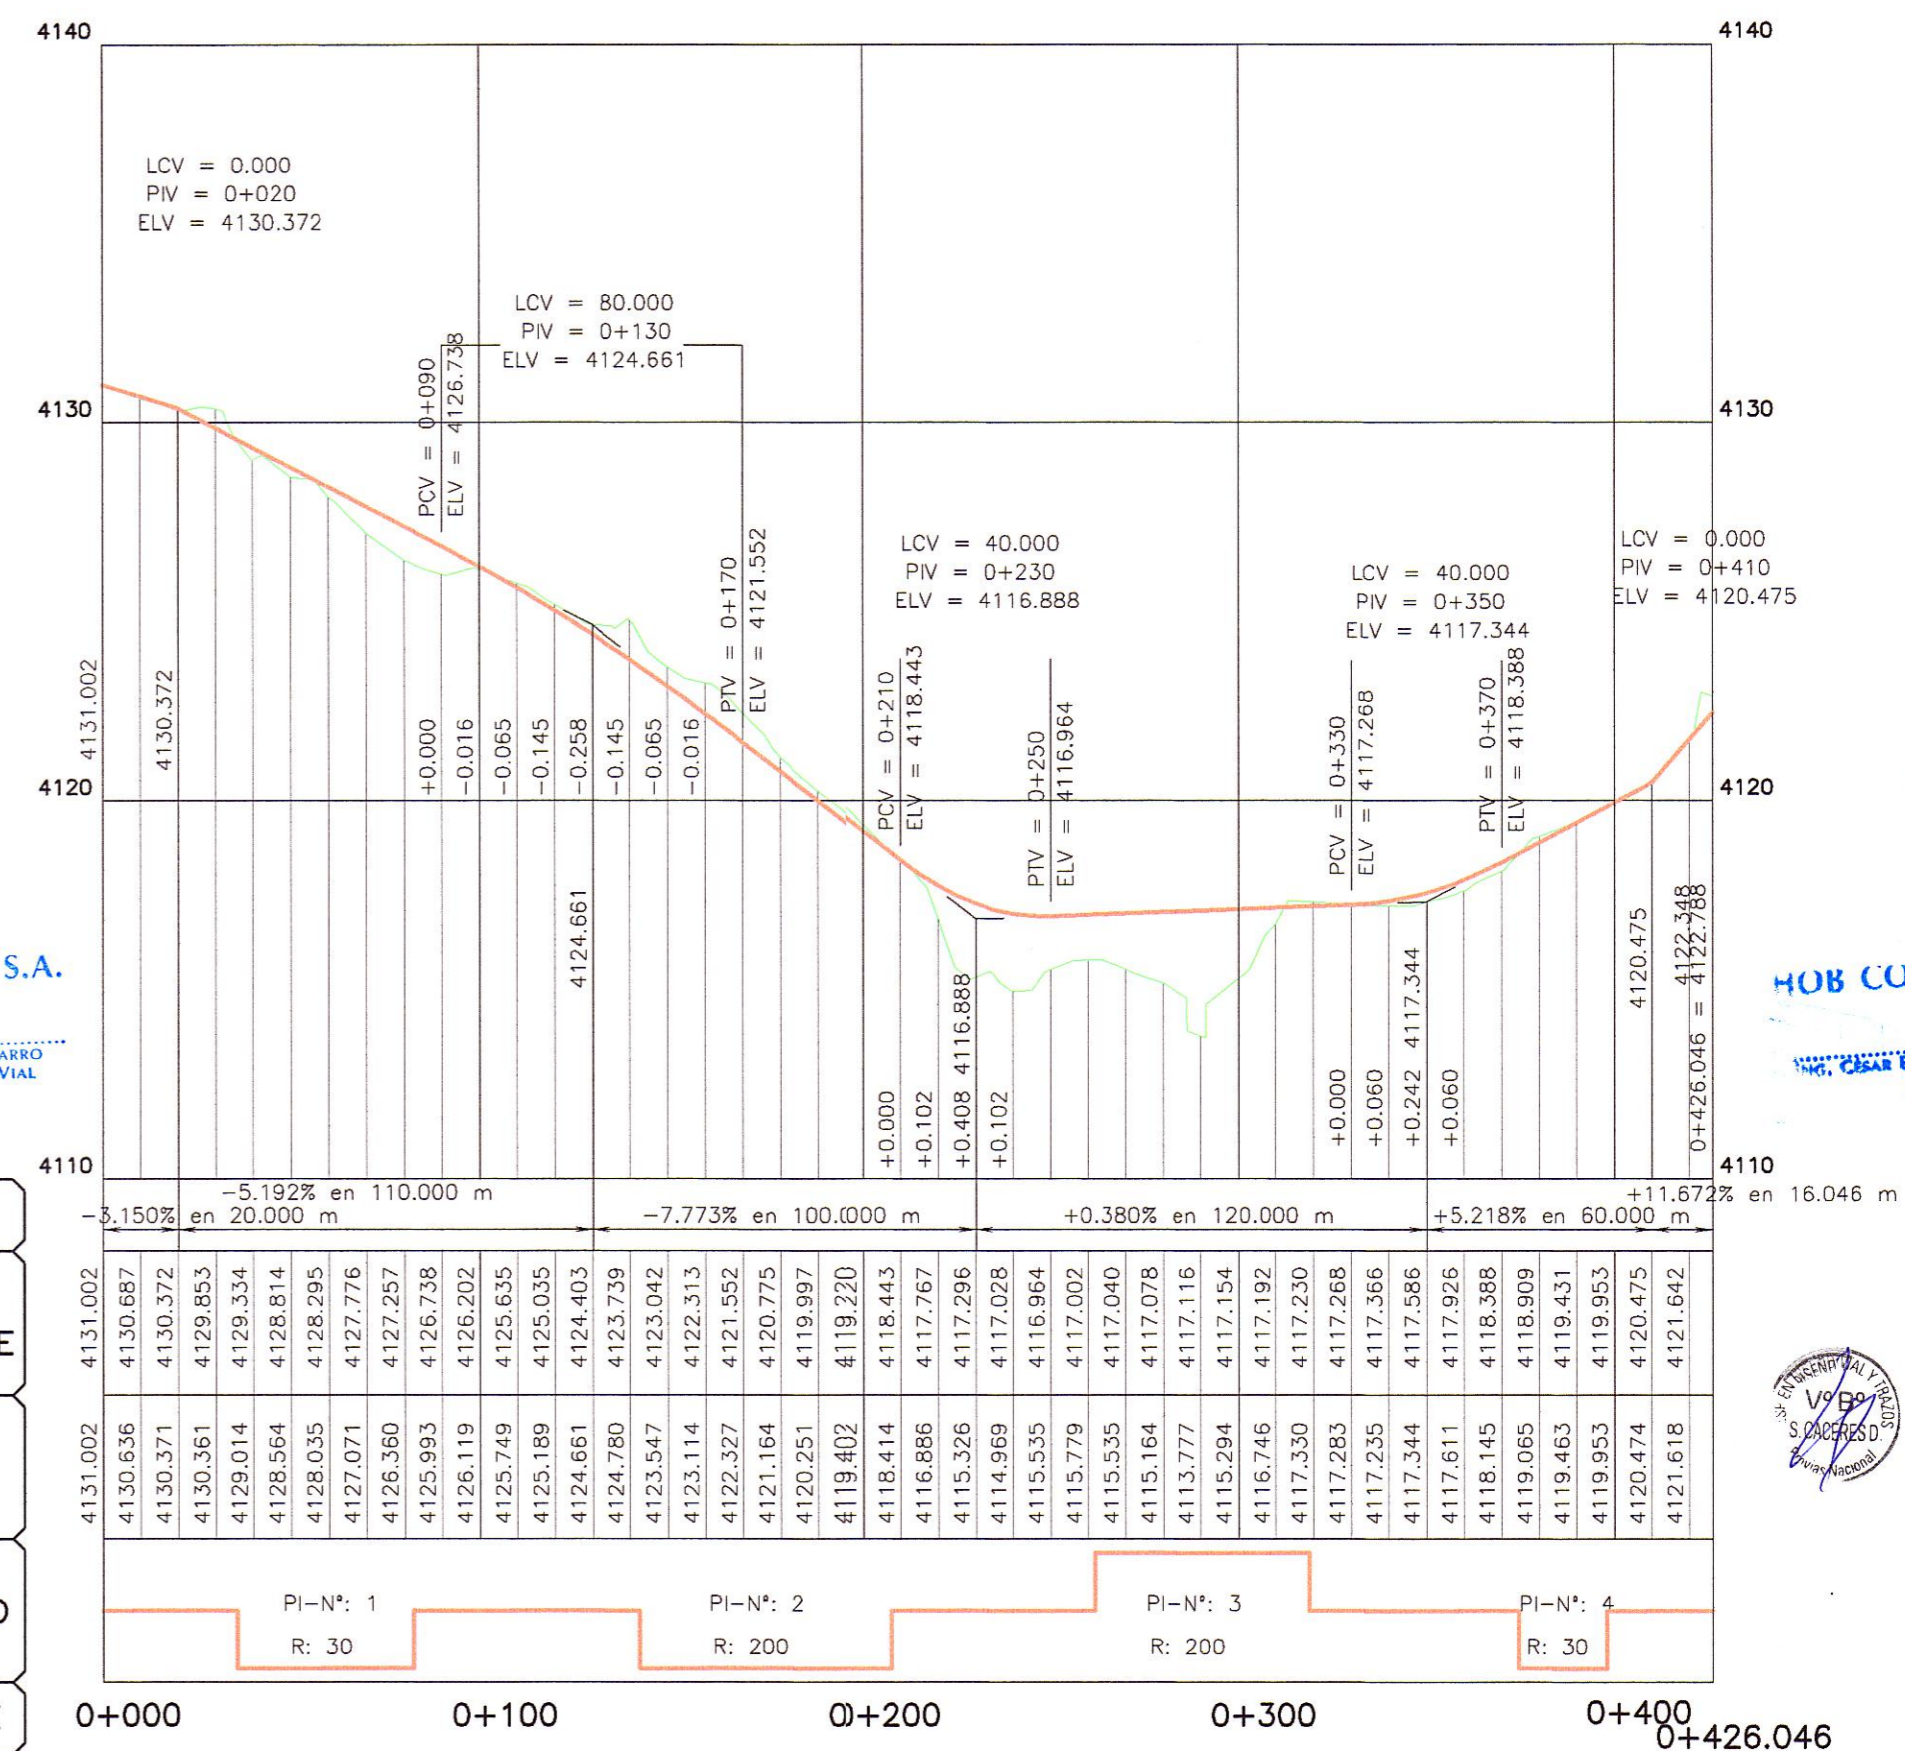 4140
4140
LCV = 0.000
PIV = 0+020
ELV = 4130.372
LCV = 80.000
PIV = 0+130
ELV = 4124.661
PCV = 0+090
ELV = 4126.738
4130
4130
PTV = 0+170
ELV = 4121.552
LCV = 40.000
PIV = 0+230
ELV = 4116.888
LCV = 40.000
PIV = 0+350
ELV = 4117.344
LCV = 0.000
PIV = 0+410
ELV = 4120.475
4131.002
4130.372
+0.000
-0.016
-0.065
-0.145
-0.258
-0.145
-0.065
-0.016
PCV = 0+210
ELV = 4118.443
PTV = 0+250
ELV = 4116.964
PCV = 0+330
ELV = 4117.268
PTV = 0+370
ELV = 4118.388
4120
4120
4124.661
4116.888
4117.344
4120.475
4122.348
0+426.046 = 4122.788
S.A.
ARRO
VIAL
HOB CO
ING. CESAR
+0.000
+0.102
+0.408
+0.102
+0.000
+0.060
+0.242
+0.060
4110
4110
-5.192% en 110.000 m
+11.672% en 16.046 m
-3.150% en 20.000 m
-7.773% en 100.000 m
+0.380% en 120.000 m
+5.218% en 60.000 m
4131.002 4130.687 4130.372 4129.853 4129.334 4128.814 4128.295 4127.776 4127.257 4126.738 4126.202 4125.635 4125.035 4124.403 4123.739 4123.042 4122.313 4121.552 4120.775 4119.997 4119.220 4118.443 4117.767 4117.296 4117.028 4116.964 4117.002 4117.040 4117.078 4117.116 4117.154 4117.192 4117.230 4117.268 4117.366 4117.586 4117.926 4118.388 4118.909 4119.431 4119.953 4120.475 4121.642
E
4131.002 4130.636 4130.371 4130.361 4129.014 4128.564 4128.035 4127.071 4126.360 4125.993 4126.119 4125.749 4125.189 4124.661 4124.780 4123.547 4123.114 4122.327 4121.164 4120.251 4119.402 4118.414 4116.886 4115.326 4114.969 4115.535 4115.779 4115.535 4115.164 4113.777 4115.294 4116.746 4117.330 4117.283 4117.235 4117.344 4117.611 4118.145 4119.065 4119.463 4119.953 4120.474 4121.618
VºBº
S. CACERES D.
Provias Nacional
PI-Nº: 1
R: 30
PI-Nº: 2
R: 200
PI-Nº: 3
R: 200
PI-Nº: 4
R: 30
0+000
0+100
0+200
0+300
0+400
0+426.046